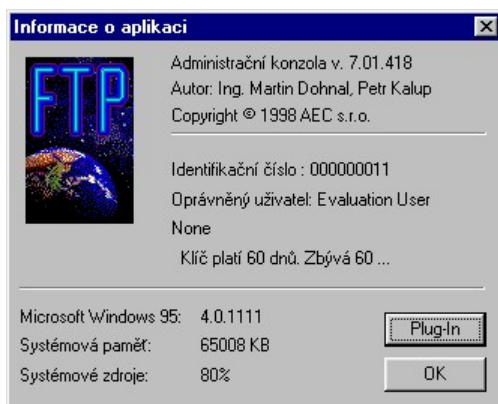 Informace o aplikaci
FTP
Administrační konzola v. 7.01.418
Autor: Ing. Martin Dohnal, Petr Kalup
Copyright © 1998 AEC s.r.o.
Identifikační číslo : 000000011
Oprávněný uživatel: Evaluation User
None
Klíč platí 60 dnů. Zbývá 60 ...
Microsoft Windows 95: 4.0.1111
Systémová paměť: 65008 KB
Systémové zdroje: 80%
Plug-In
OK